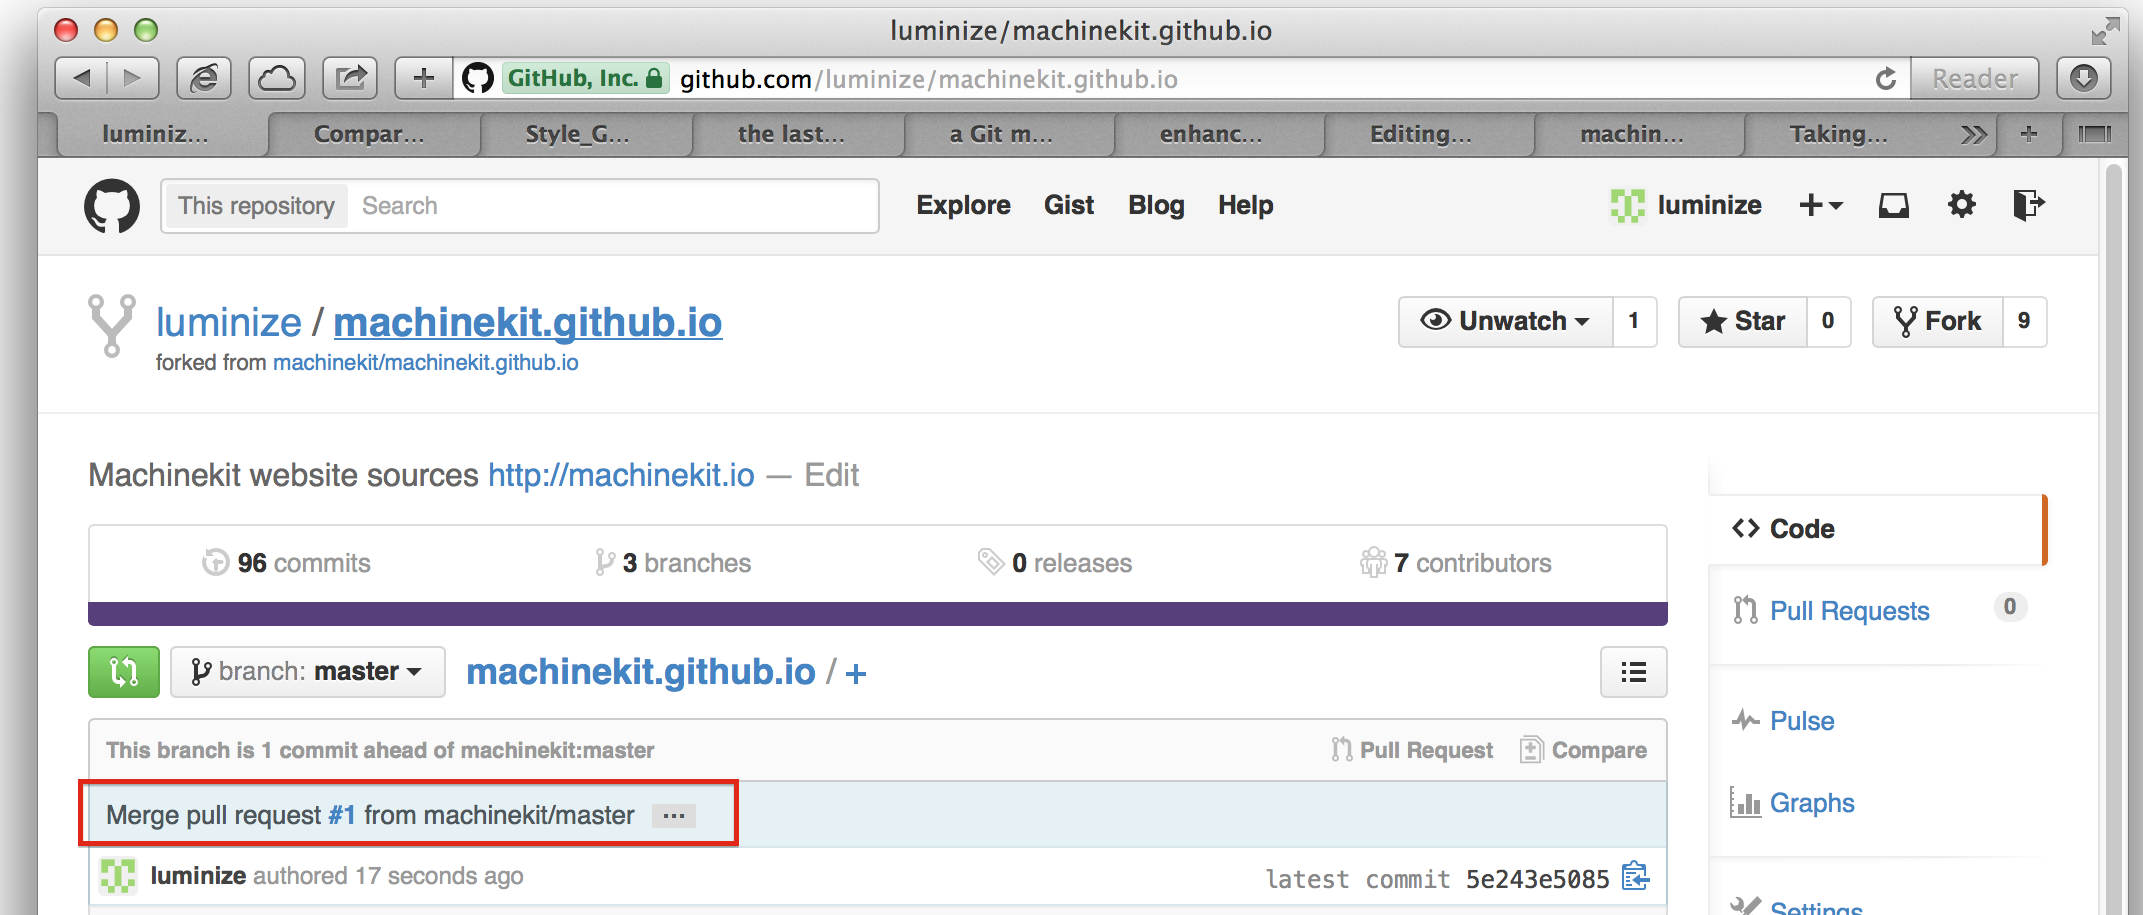 luminize/machinekit.github.io
GitHub, Inc. github.com/luminize/machinekit.github.io Reader
luminiz... Compar... Style_G... the last... a Git m... enhanc... Editing... machin... Taking...
This repository Search Explore Gist Blog Help luminize
luminize / machinekit.github.io Unwatch 1 Star 0 Fork 9
forked from machinekit/machinekit.github.io
Machinekit website sources http://machinekit.io — Edit
Code
96 commits 3 branches 0 releases 7 contributors
Pull Requests 0
branch: master machinekit.github.io / +
Pulse
This branch is 1 commit ahead of machinekit:master Pull Request Compare
Graphs
Merge pull request #1 from machinekit/master ...
luminize authored 17 seconds ago latest commit 5e243e5085
Settings